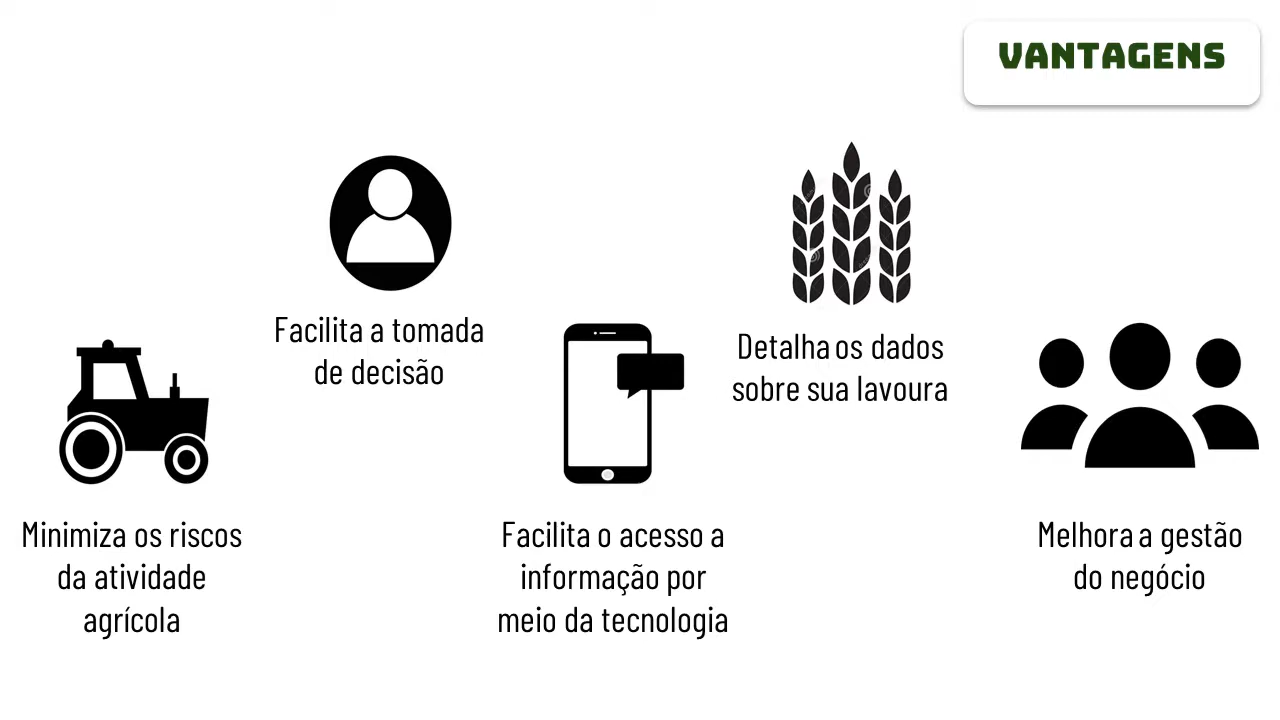 VANTAGENS
Minimiza os riscos
da atividade
agrícola
Facilita a tomada
de decisão
Facilita o acesso a
informação por
meio da tecnologia
Detalha os dados
sobre sua lavoura
Melhora a gestão
do negócio